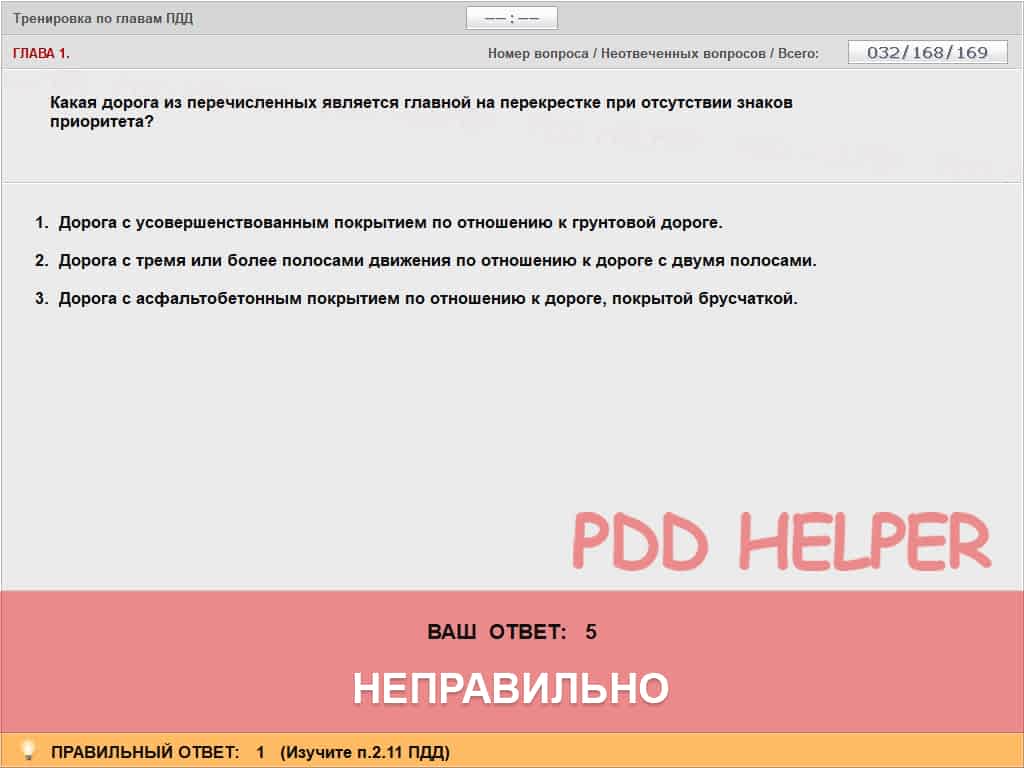 Тренировка по главам ПДД
−− : −−
ГЛАВА 1.
Номер вопроса / Неотвеченных вопросов / Всего:
032/168/169
Какая дорога из перечисленных является главной на перекрестке при отсутствии знаков
приоритета?
1. Дорога с усовершенствованным покрытием по отношению к грунтовой дороге.
2. Дорога с тремя или более полосами движения по отношению к дороге с двумя полосами.
3. Дорога с асфальтобетонным покрытием по отношению к дороге, покрытой брусчаткой.
PDD HELPER
ВАШ ОТВЕТ: 5
НЕПРАВИЛЬНО
ПРАВИЛЬНЫЙ ОТВЕТ: 1 (Изучите п.2.11 ПДД)